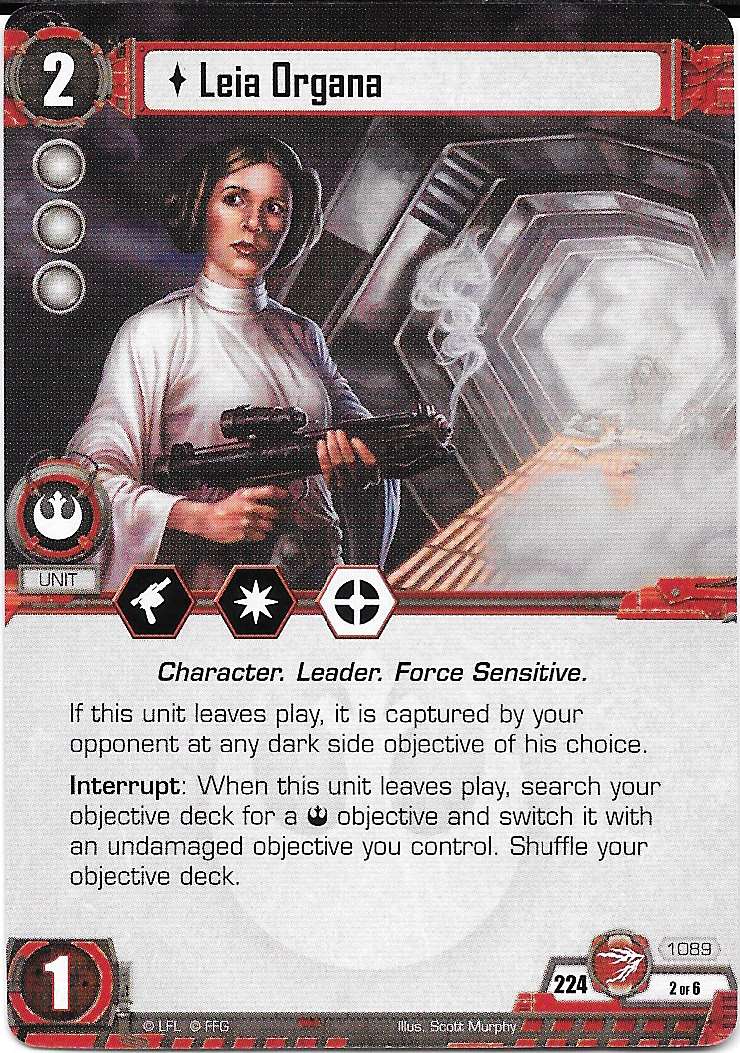 2
Leia Organa
UNIT
Character. Leader. Force Sensitive.
If this unit leaves play, it is captured by your
opponent at any dark side objective of his choice.
Interrupt: When this unit leaves play, search your
objective deck for a objective and switch it with
an undamaged objective you control. Shuffle your
objective deck.
1
1089
224
2 OF 6
© LFL © FFG
Illus. Scott Murphy